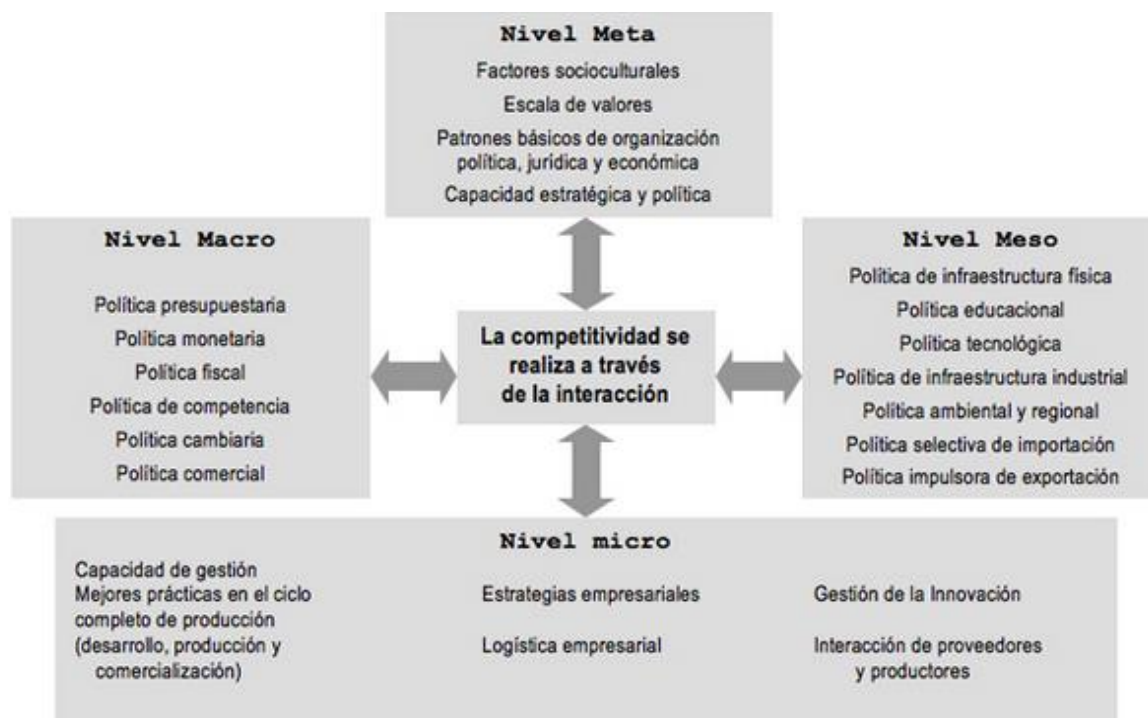 Nivel Meta
Factores socioculturales
Escala de valores
Patrones básicos de organización
política, jurídica y económica
Capacidad estratégica y política
Nivel Macro
Política presupuestaria
Política monetaria
Política fiscal
Política de competencia
Política cambiaria
Política comercial
La competitividad se
realiza a través
de la interacción
Nivel Meso
Política de infraestructura física
Política educacional
Política tecnológica
Política de infraestructura industrial
Política ambiental y regional
Política selectiva de importación
Política impulsora de exportación
Nivel micro
Capacidad de gestión
Mejores prácticas en el ciclo
completo de producción
(desarrollo, producción y
comercialización)
Estrategias empresariales
Logística empresarial
Gestión de la Innovación
Interacción de proveedores
y productores